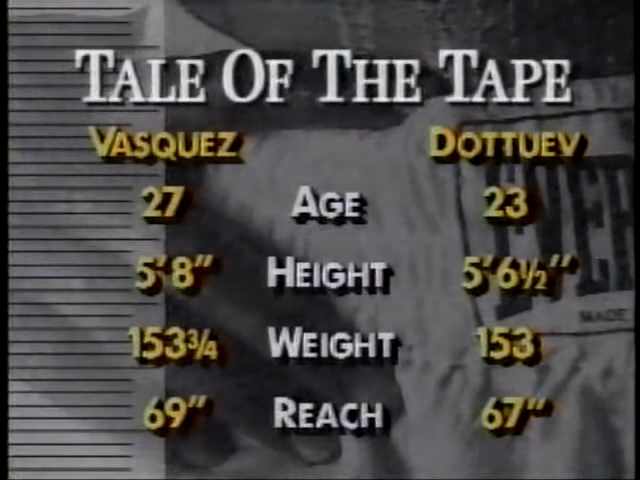 TALE OF THE TAPE
VASQUEZ DOTTUEV
27 AGE 23
5'8" HEIGHT 5'6½"
153¾ WEIGHT 153
69" REACH 67"
MADE